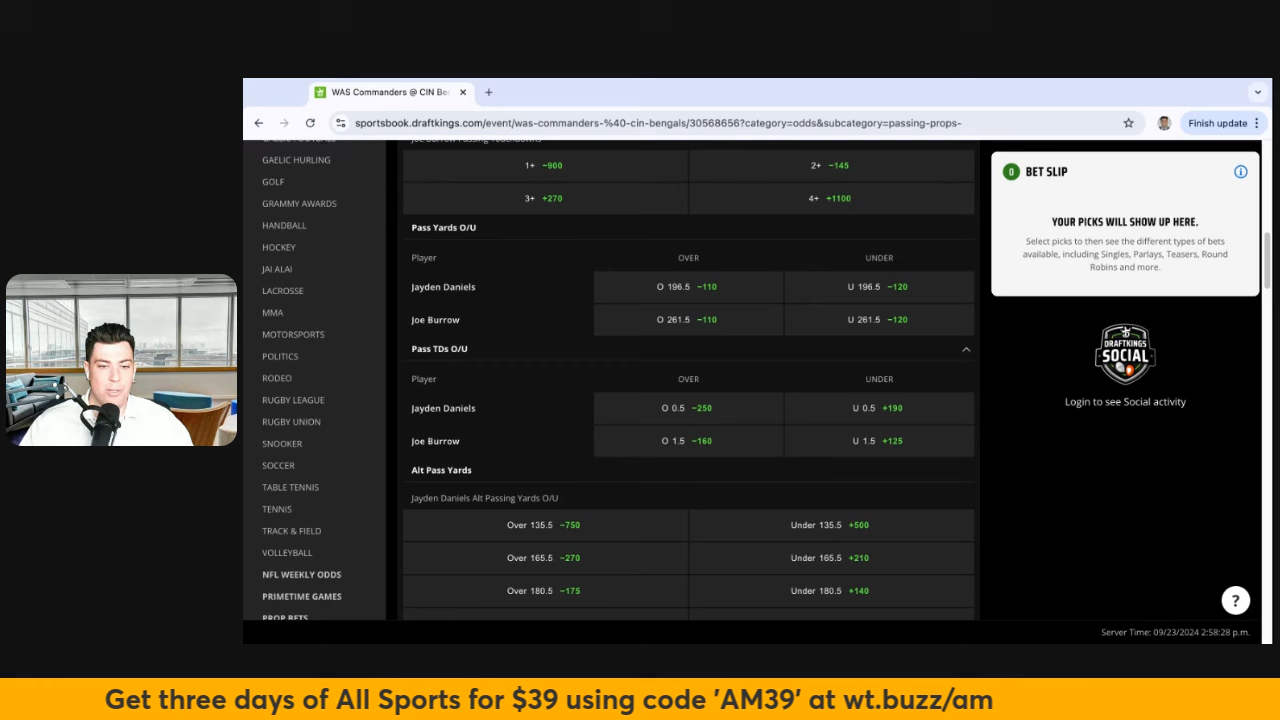 WAS Commanders @ CIN Be
sportsbook.draftkings.com/event/was-commanders-%40-cin-bengals/30568656?category=odds&subcategory=passing-props-
Finish update
GAELIC HURLING
GOLF
GRAMMY AWARDS
HANDBALL
HOCKEY
JAI ALAI
LACROSSE
MMA
MOTORSPORTS
POLITICS
RODEO
RUGBY LEAGUE
RUGBY UNION
SNOOKER
SOCCER
TABLE TENNIS
TENNIS
TRACK & FIELD
VOLLEYBALL
NFL WEEKLY ODDS
PRIMETIME GAMES
PROP BETS
Joe Burrow Passing Touchdowns
1+ −900 2+ −145
3+ +270 4+ +1100
Pass Yards O/U
Player OVER UNDER
Jayden Daniels O 196.5 −110 U 196.5 −120
Joe Burrow O 261.5 −110 U 261.5 −120
Pass TDs O/U
Player OVER UNDER
Jayden Daniels O 0.5 −250 U 0.5 +190
Joe Burrow O 1.5 −160 U 1.5 +125
Alt Pass Yards
Jayden Daniels Alt Passing Yards O/U
Over 135.5 −750 Under 135.5 +500
Over 165.5 −270 Under 165.5 +210
Over 180.5 −175 Under 180.5 +140
0 BET SLIP
YOUR PICKS WILL SHOW UP HERE.
Select picks to then see the different types of bets
available, including Singles, Parlays, Teasers, Round
Robins and more.
DRAFTKINGS
SOCIAL
Login to see Social activity
?
Server Time: 09/23/2024 2:58:28 p.m.
Get three days of All Sports for $39 using code 'AM39' at wt.buzz/am